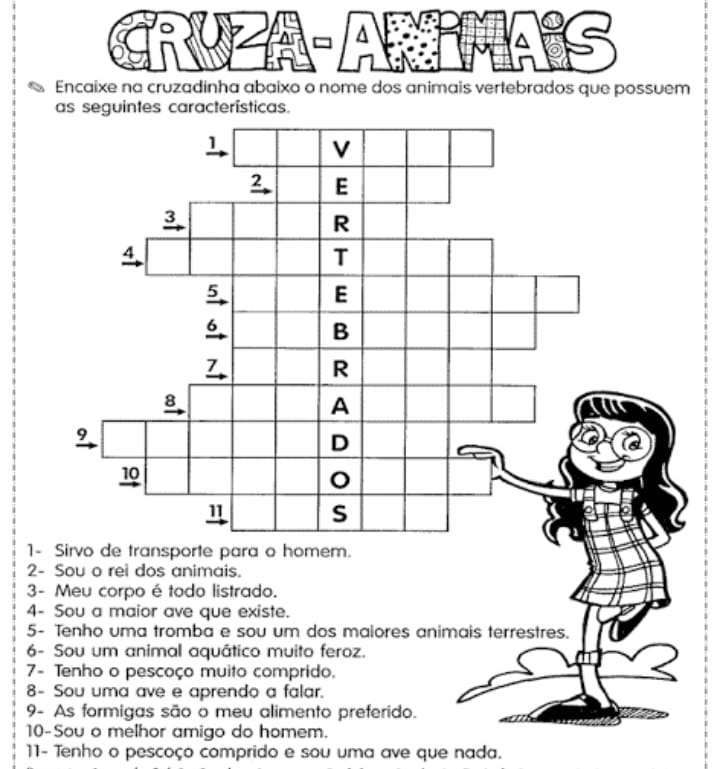 CRUZA-ANiMAiS
Encaixe na cruzadinha abaixo o nome dos animais vertebrados que possuem
as seguintes características.
1 V
2 E
3 R
4 T
5 E
6 B
7 R
8 A
9 D
10 O
11 S
1- Sirvo de transporte para o homem.
2- Sou o rei dos animais.
3- Meu corpo é todo listrado.
4- Sou a maior ave que existe.
5- Tenho uma tromba e sou um dos maiores animais terrestres.
6- Sou um animal aquático muito feroz.
7- Tenho o pescoço muito comprido.
8- Sou uma ave e aprendo a falar.
9- As formigas são o meu alimento preferido.
10-Sou o melhor amigo do homem.
11- Tenho o pescoço comprido e sou uma ave que nada.